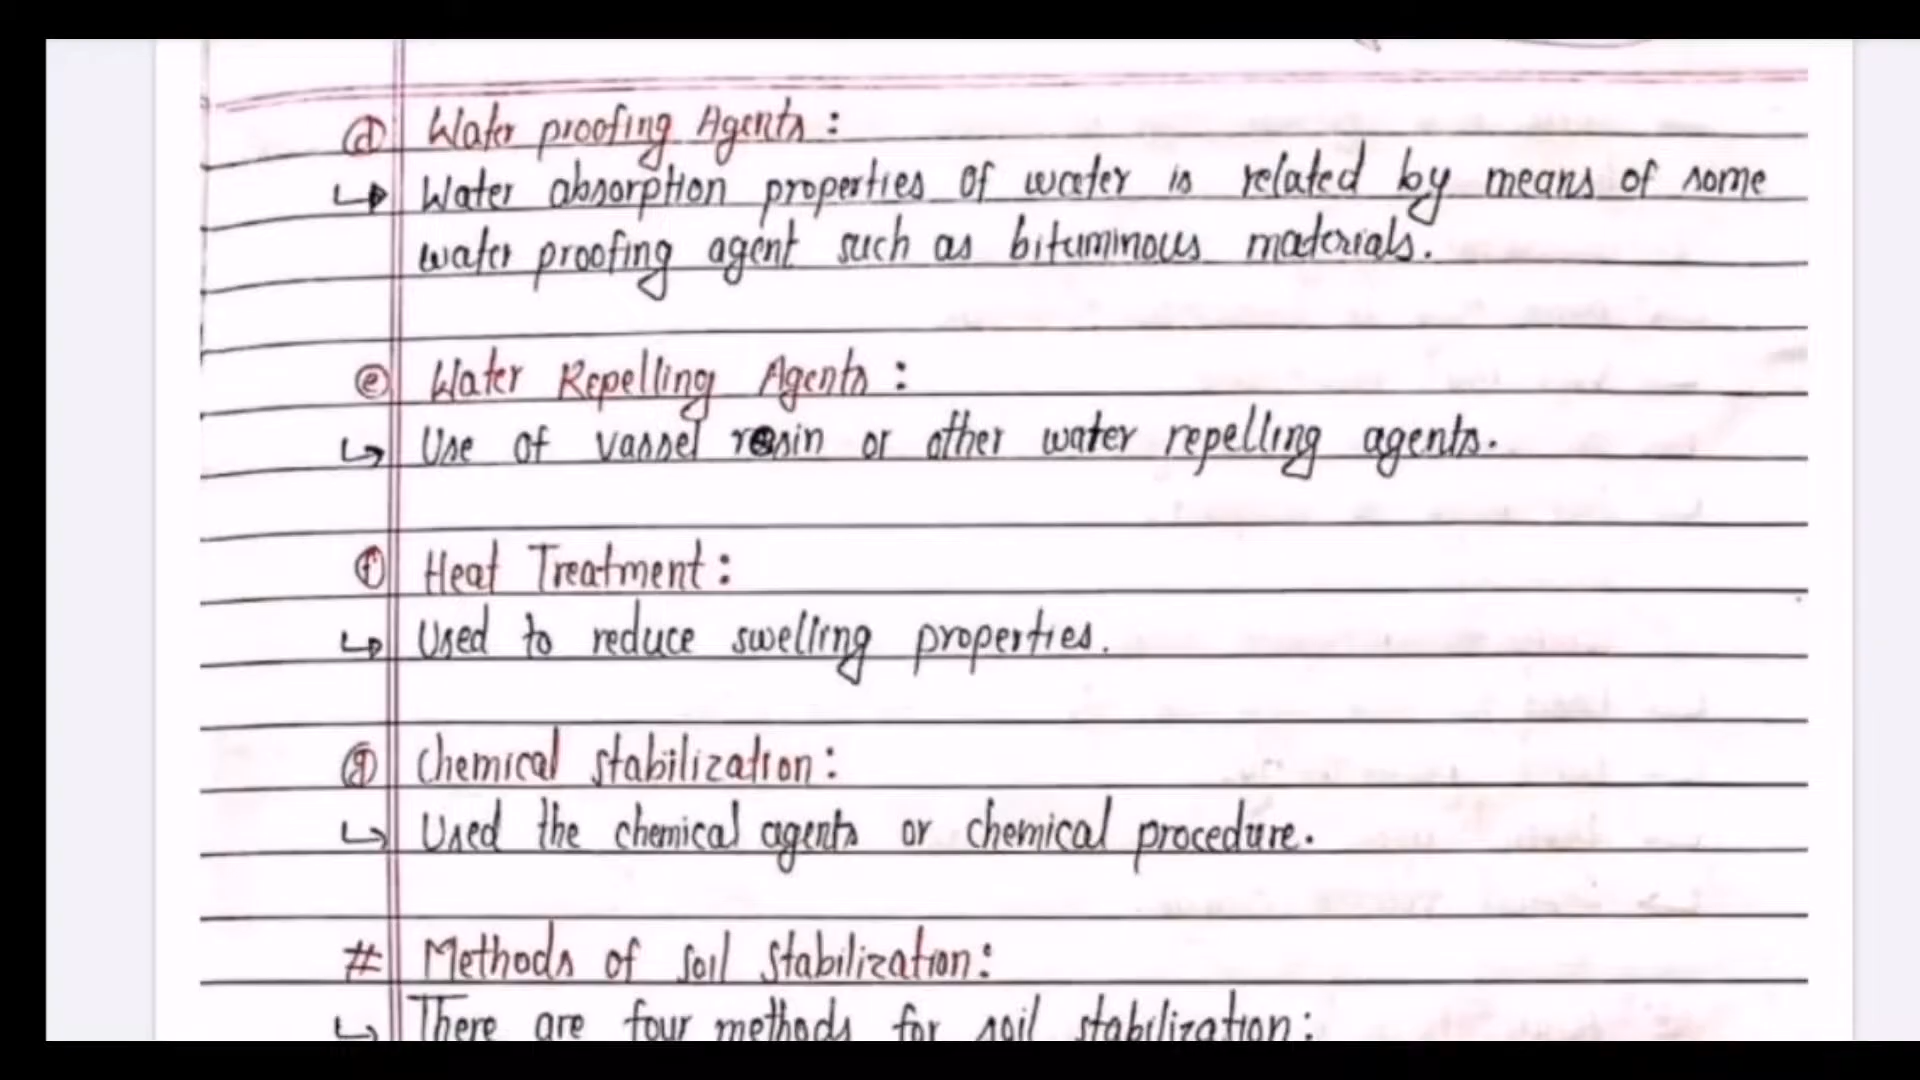 (d) Water proofing Agents :
↳ Water absorption properties of water is related by means of some
water proofing agent such as bituminous materials.
(e) Water Repelling Agents :
↳ Use of vassel resin or other water repelling agents.
(f) Heat Treatment :
↳ Used to reduce swelling properties.
(g) Chemical stabilization :
↳ Used the chemical agents or chemical procedure.
# Methods of soil stabilization :
↳ There are four methods for soil stabilization :